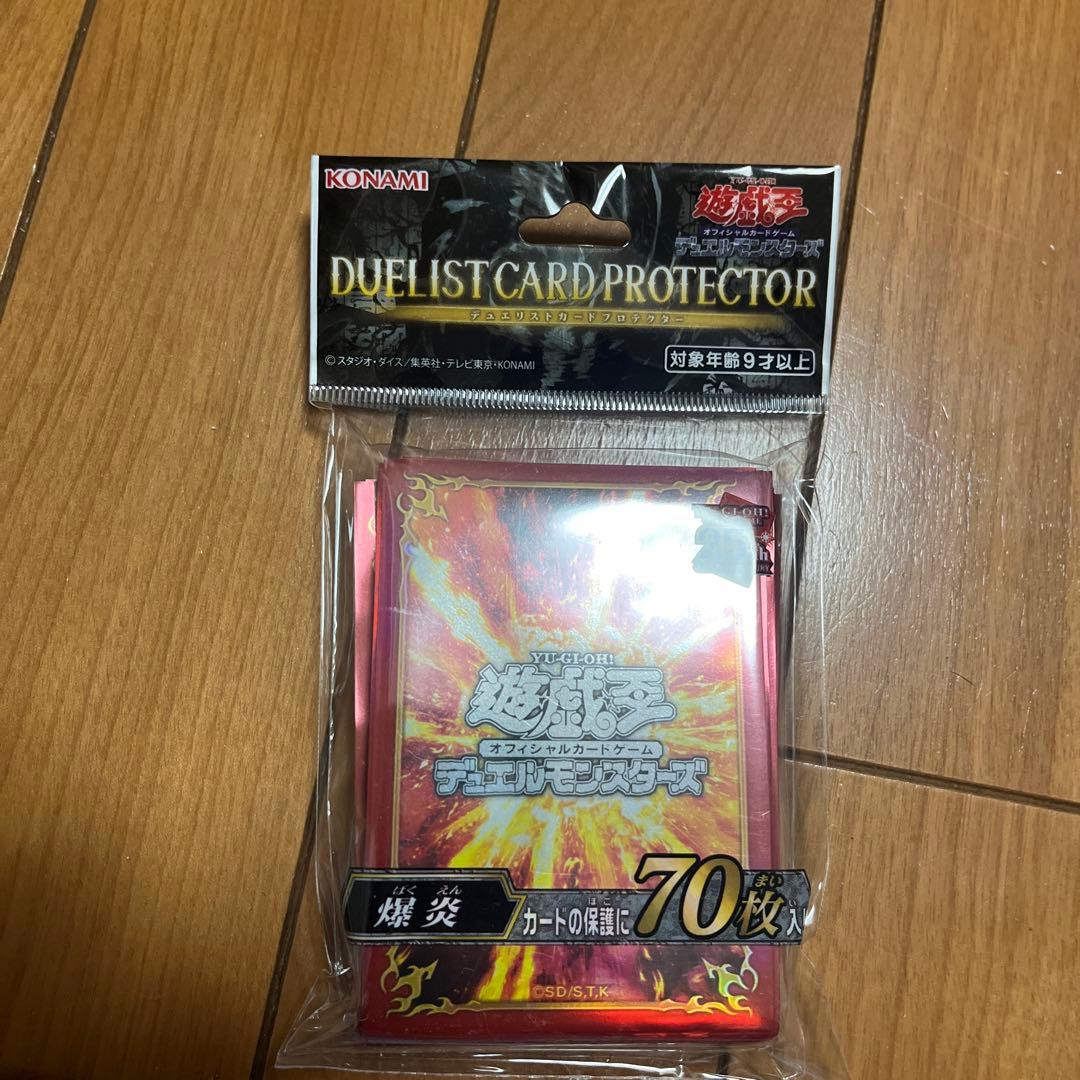 KONAMI
YU-GI-OH!
遊戯王
オフィシャルカードゲーム
デュエルモンスターズ
DUELIST CARD PROTECTOR
デュエリストカードプロテクター
©スタジオ・ダイス/集英社・テレビ東京・KONAMI
対象年齢9才以上
GI-OH!
YU-GI-OH!
遊戯王
オフィシャルカードゲーム
デュエルモンスターズ
ばくえん
爆炎
ほご
まい
カードの保護に70枚入
©SD/S,T,K